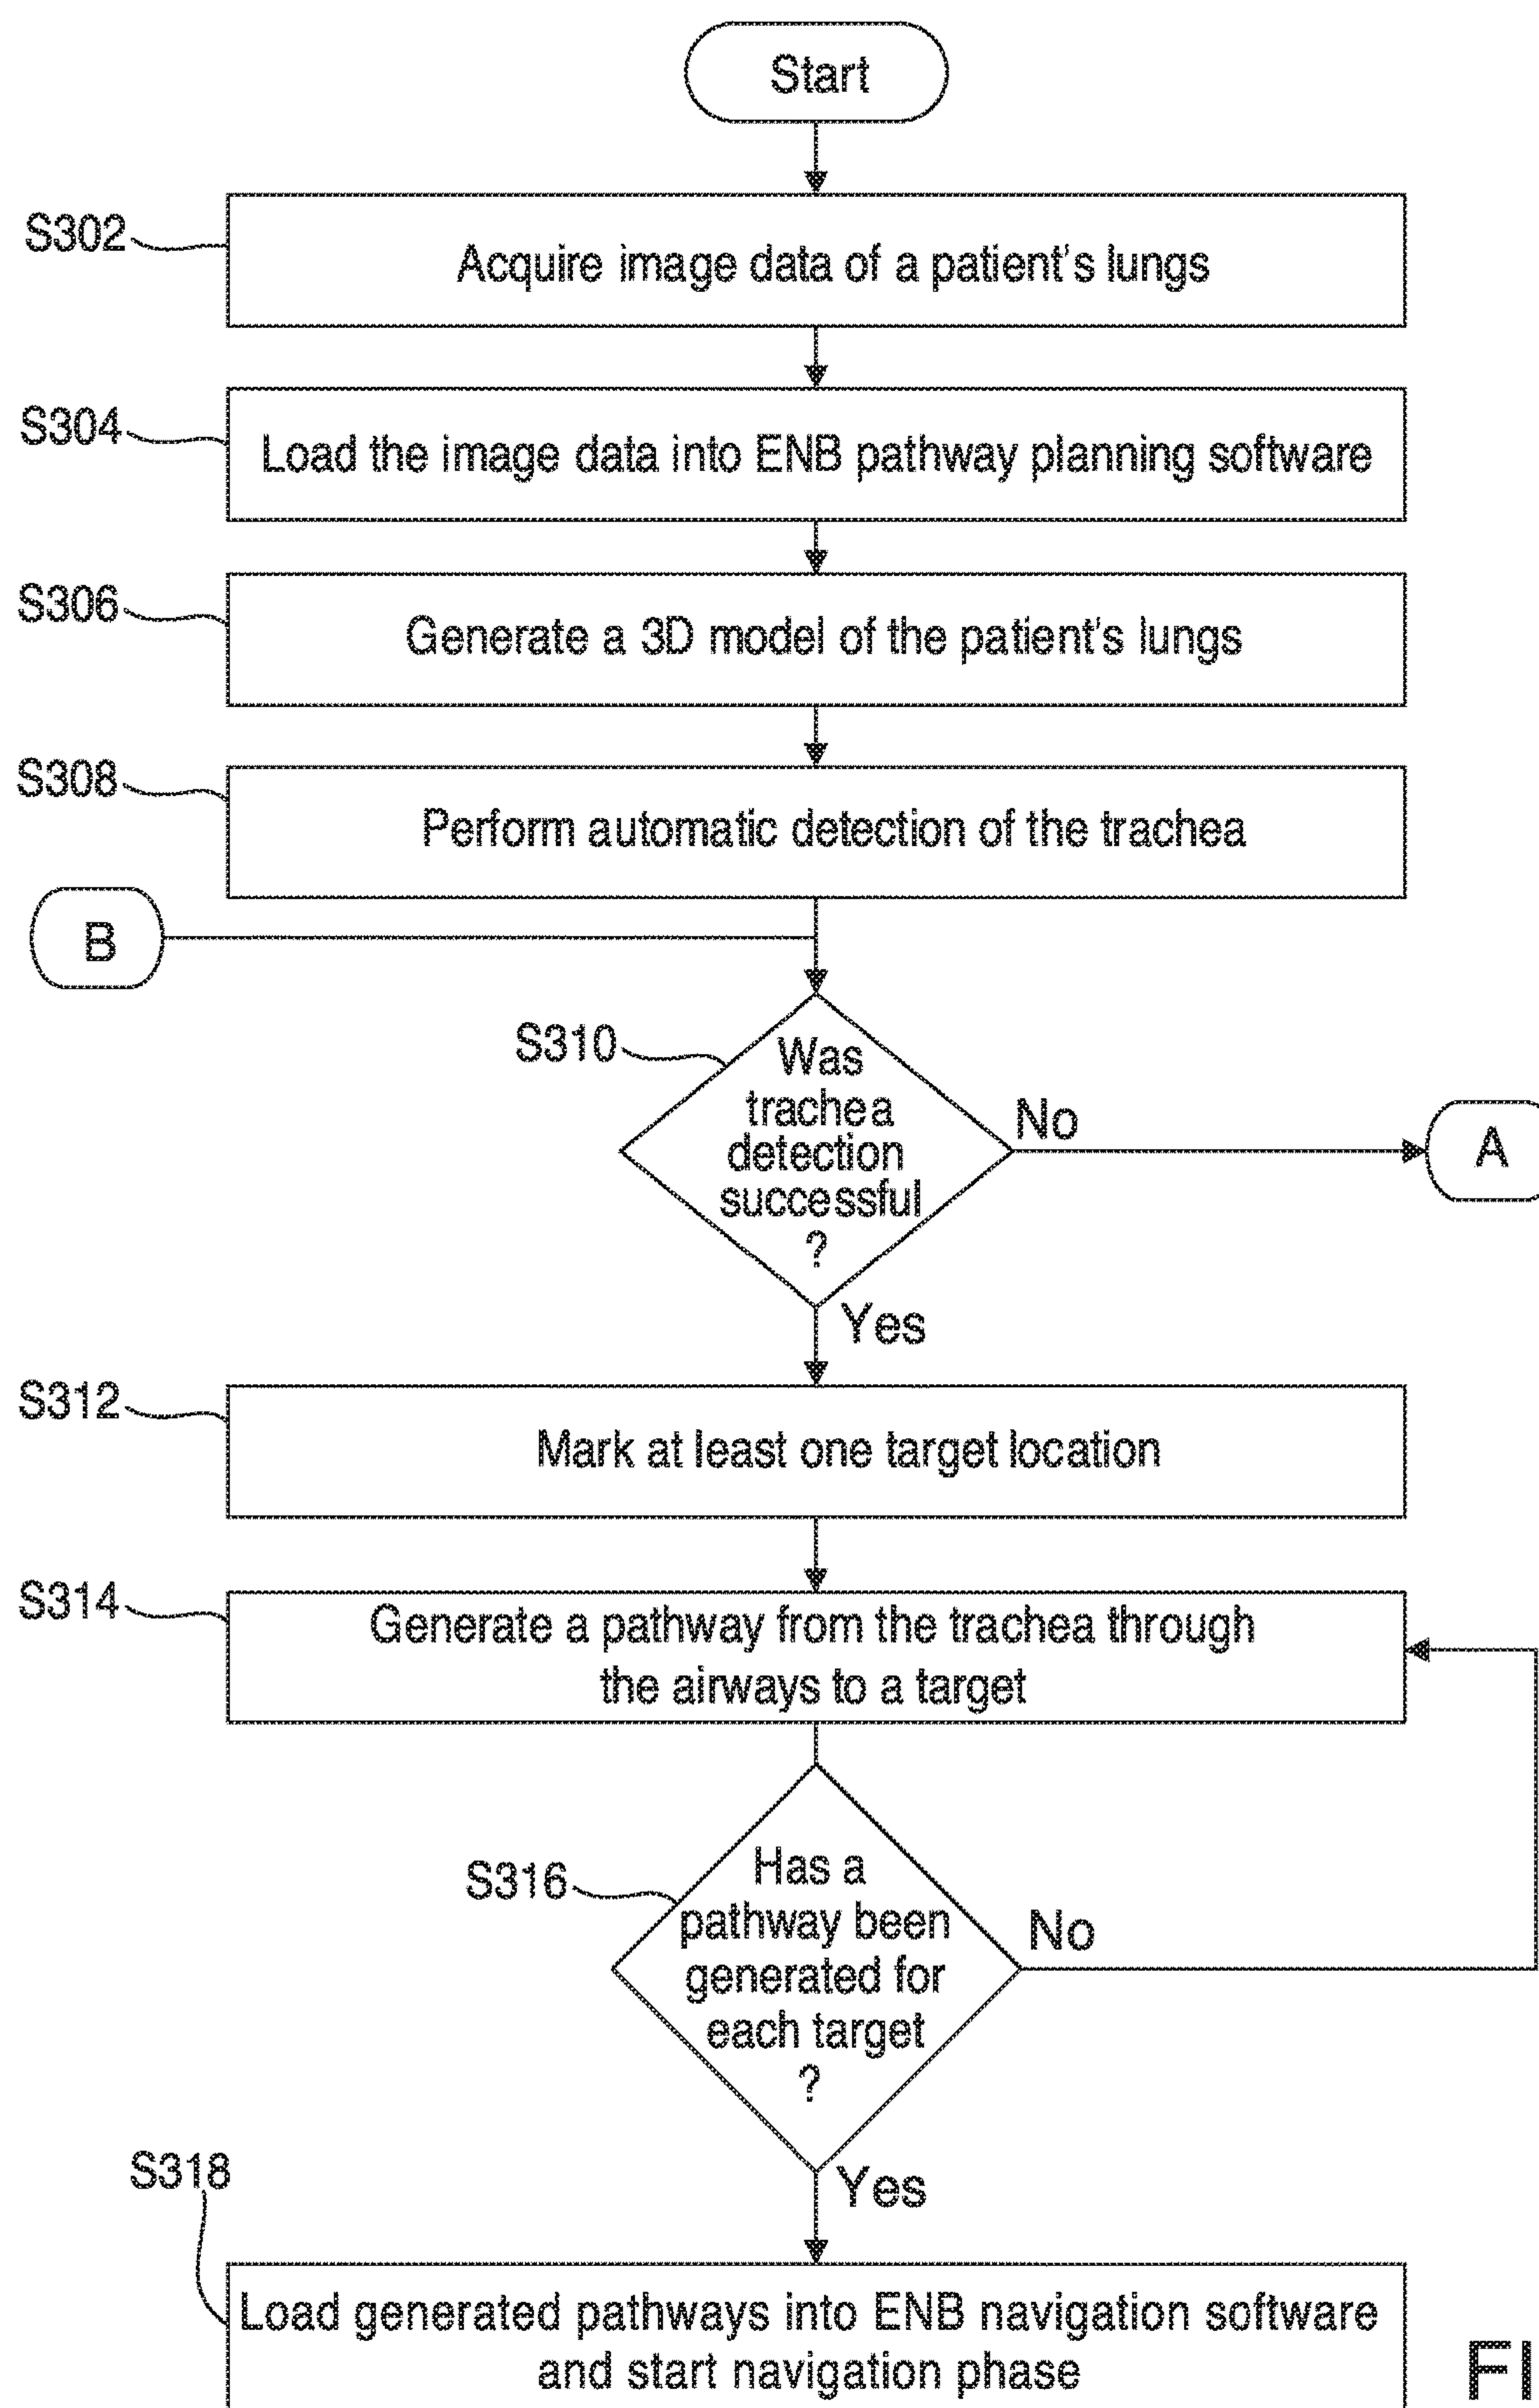 Start
S302
Acquire image data of a patient's lungs
S304
Load the image data into ENB pathway planning software
S306
Generate a 3D model of the patient's lungs
S308
Perform automatic detection of the trachea
B
S310
Was
trachea
detection
successful
?
No
A
Yes
S312
Mark at least one target location
S314
Generate a pathway from the trachea through
the airways to a target
S316
Has a
pathway been
generated for
each target
?
No
Yes
S318
Load generated pathways into ENB navigation software
and start navigation phase
FI